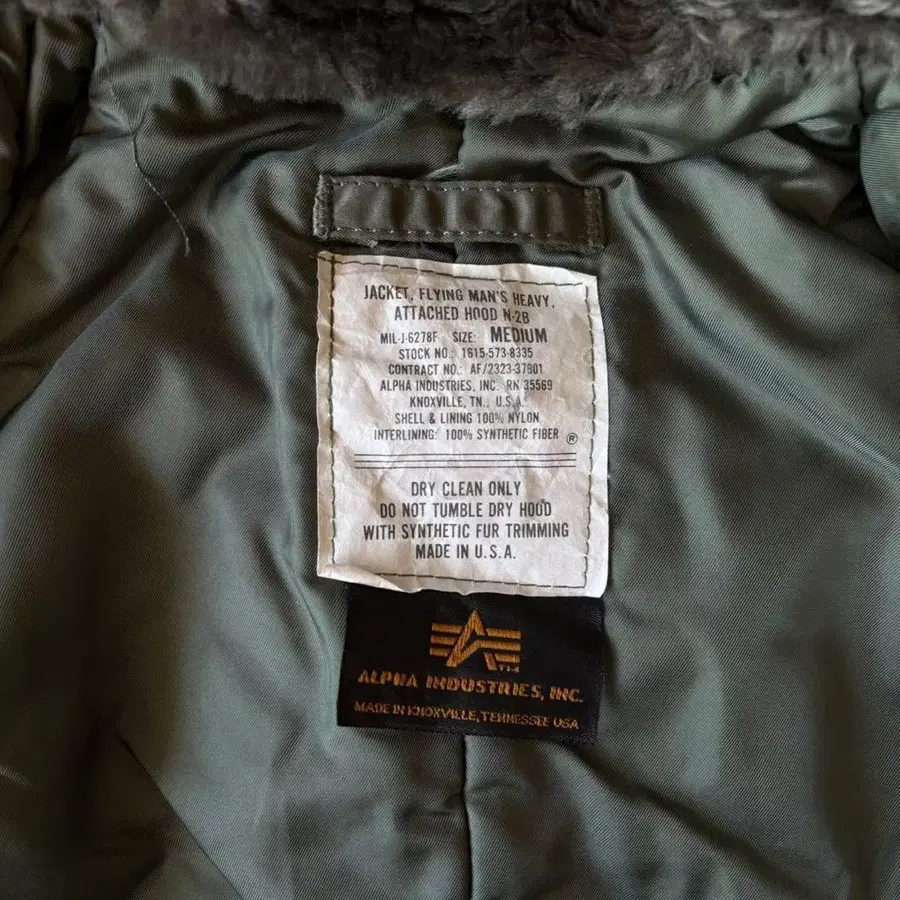 JACKET, FLYING MAN'S HEAVY,
ATTACHED HOOD N-2B
MIL-J-6278F SIZE: MEDIUM
STOCK NO.: 1615-573-8335
CONTRACT NO.: AF/2323-37901
ALPHA INDUSTRIES, INC. RN 35569
KNOXVILLE, TN., U.S.A.
SHELL & LINING 100% NYLON
INTERLINING: 100% SYNTHETIC FIBER ®
DRY CLEAN ONLY
DO NOT TUMBLE DRY HOOD
WITH SYNTHETIC FUR TRIMMING
MADE IN U.S.A.
TM
ALPHA INDUSTRIES, INC.
MADE IN KNOXVILLE, TENNESSEE USA